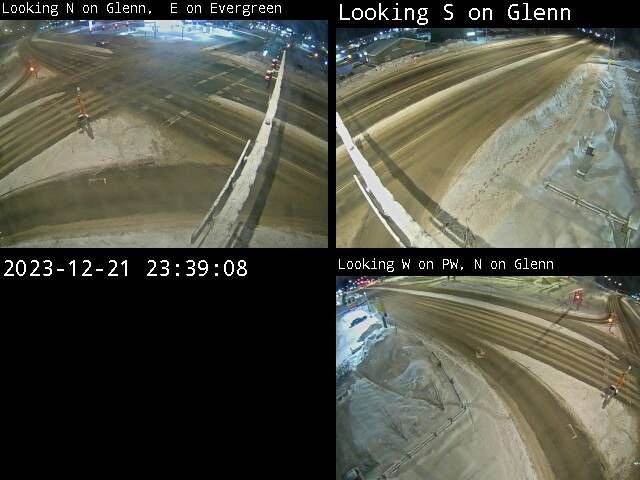 Looking N on Glenn,  E on Evergreen
Looking S on Glenn
2023-12-21 23:39:08
Looking W on PW, N on Glenn